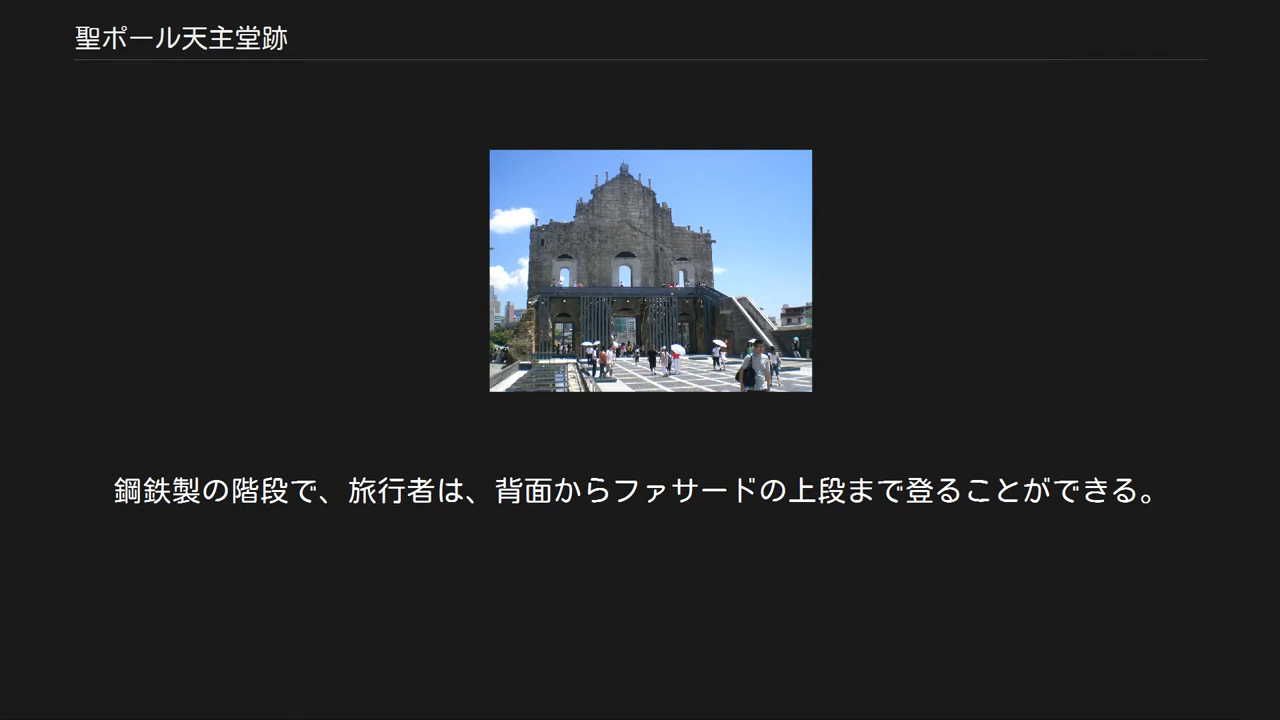 聖ポール天主堂跡
鋼鉄製の階段で、旅行者は、背面からファサードの上段まで登ることができる。